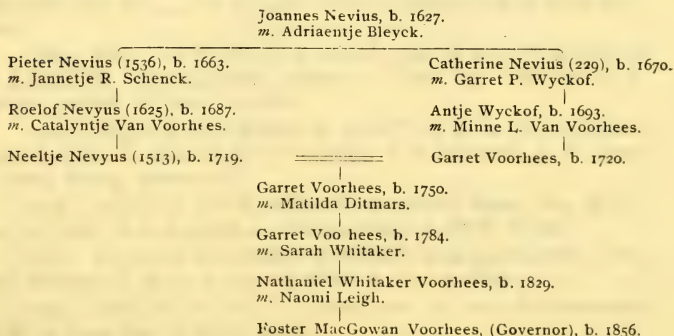 Joannes Nevius, b. 1627.
m. Adriaentje Bleyck.
Pieter Nevius (1536), b. 1663.
m. Jannetje R. Schenck.
Roelof Nevyus (1625), b. 1687.
m. Catalyntje Van Voorhees.
Neeltje Nevyus (1513), b. 1719.
Catherine Nevius (229), b. 1670.
m. Garret P. Wyckof.
Antje Wyckof, b. 1693.
m. Minne L. Van Voorhees.
Garret Voorhees, b. 1720.
Garret Voorhees, b. 1750.
m. Matilda Ditmars.
Garret Voo hees, b. 1784.
m. Sarah Whitaker.
Nathaniel Whitaker Voorhees, b. 1829.
m. Naomi Leigh.
Foster MacGowan Voorhees, (Governor), b. 1856.